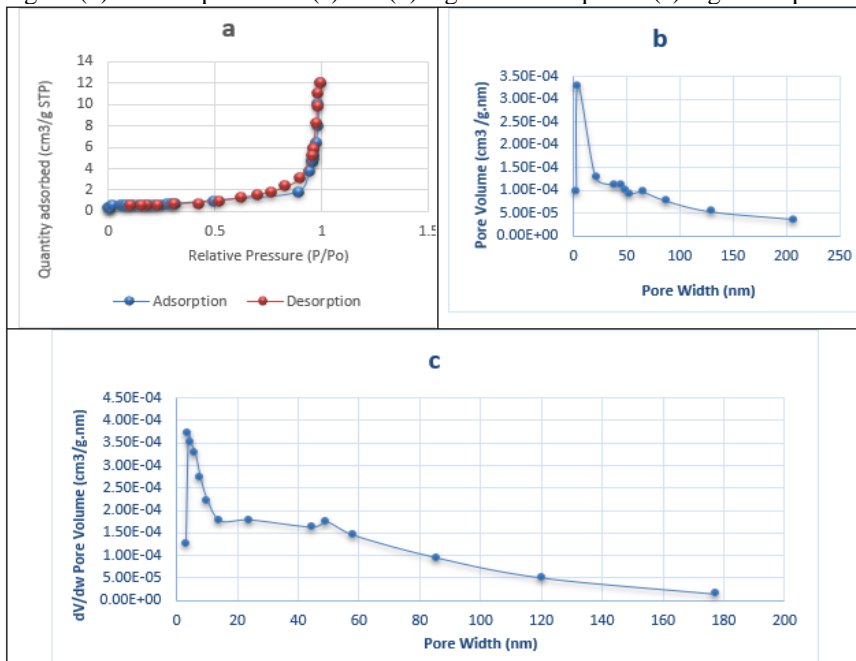 a
Quantity adsorbed (cm3/g STP)
14
12
10
8
6
4
2
0
0
0.5
1
1.5
Relative Pressure (P/Po)
Adsorption
Desorption
b
Pore Volume (cm3 /g.nm)
3.50E-04
3.00E-04
2.50E-04
2.00E-04
1.50E-04
1.00E-04
5.00E-05
0.00E+00
0 50 100 150 200 250
Pore Width (nm)
c
dV/dw Pore Volume (cm3/g.nm)
4.50E-04
4.00E-04
3.50E-04
3.00E-04
2.50E-04
2.00E-04
1.50E-04
1.00E-04
5.00E-05
0.00E+00
0 20 40 60 80 100 120 140 160 180 200
Pore Width (nm)